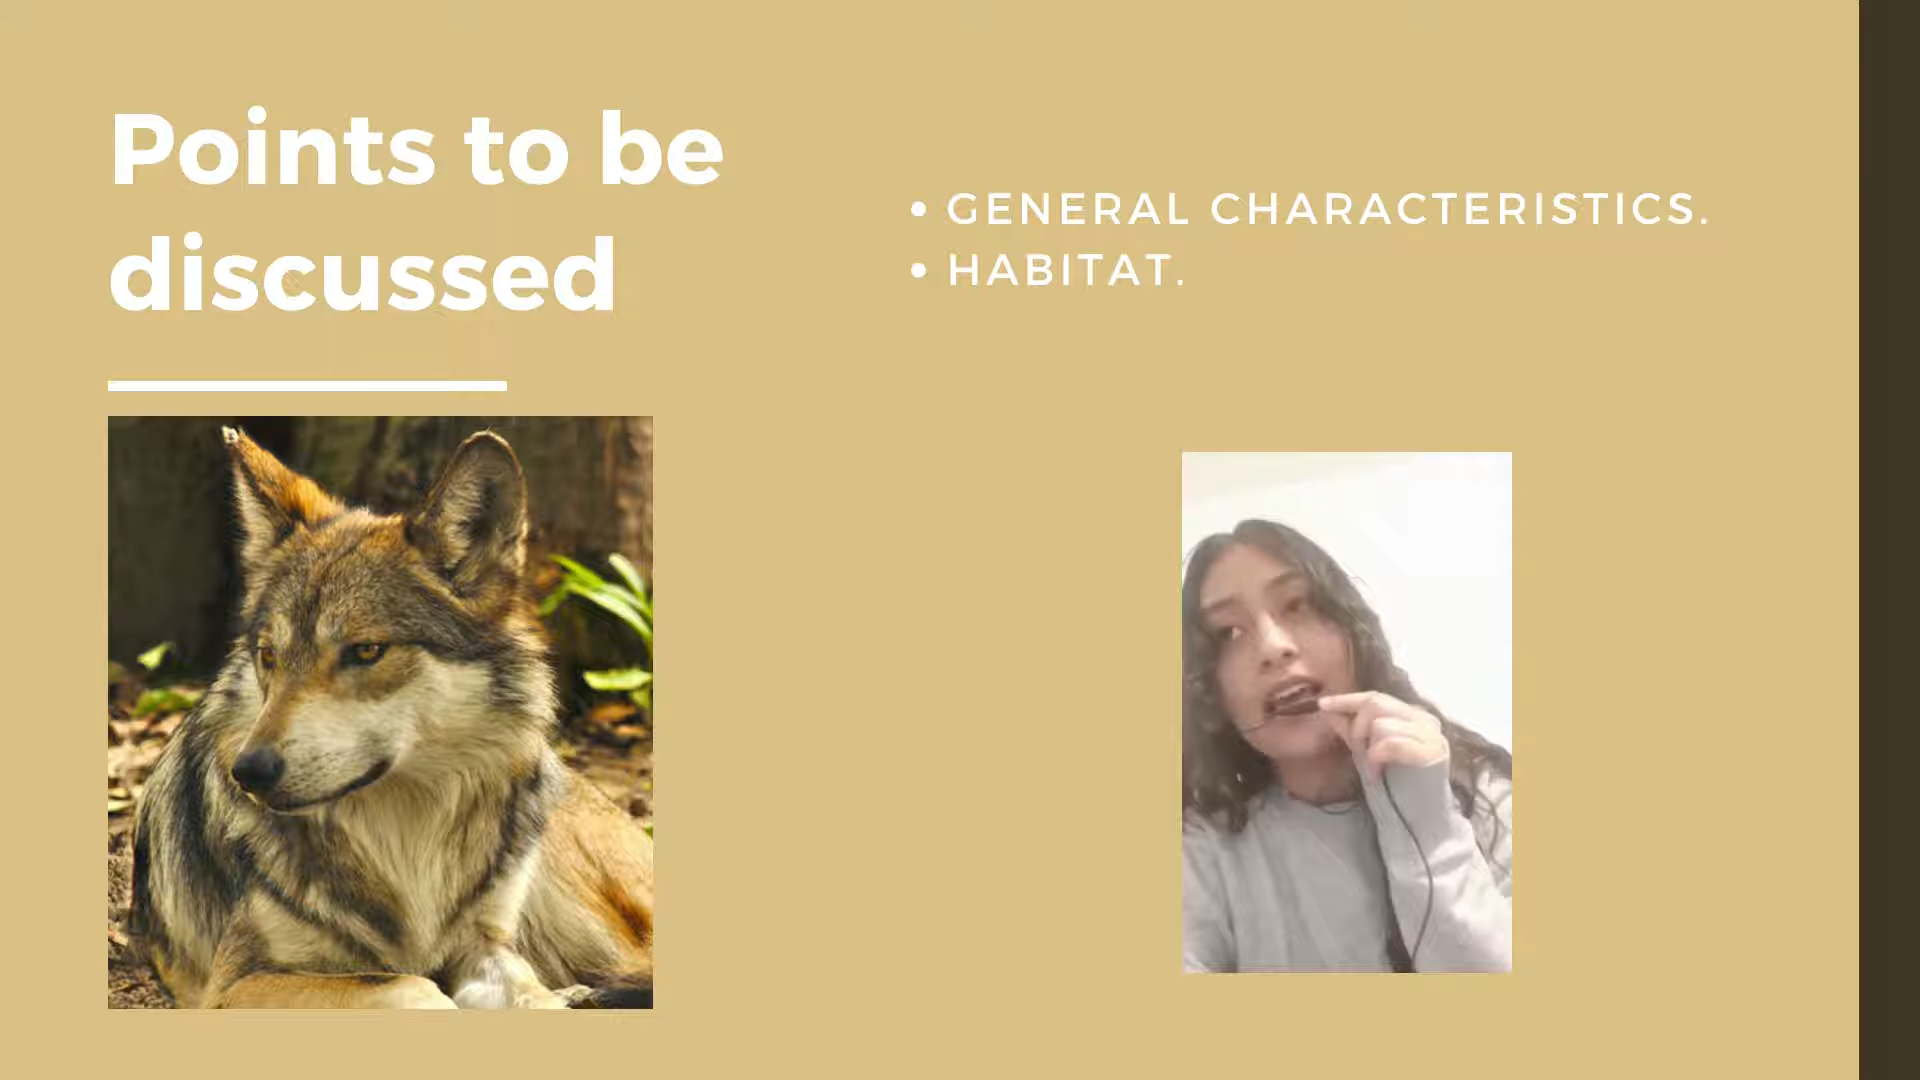 Points to be
discussed
• GENERAL CHARACTERISTICS.
• HABITAT.